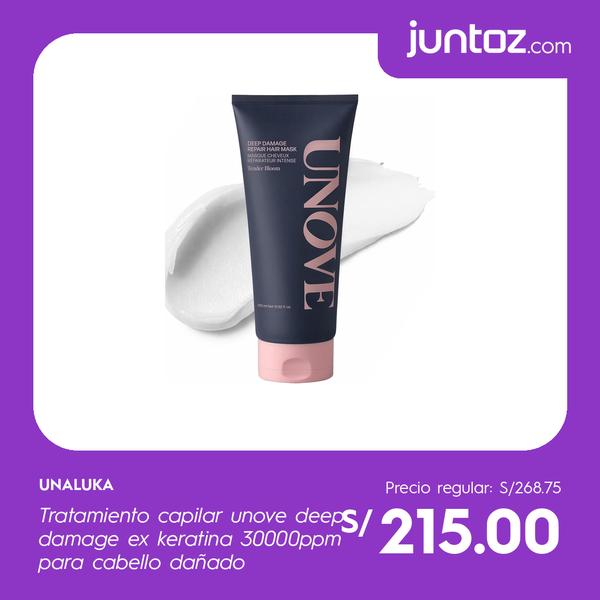 juntoz.com
DEEP DAMAGE
REPAIR HAIR MASK
MASQUE CHEVEUX
RÉPARATEUR INTENSE
Tender Bloom
UNOVE
UNALUKA
Tratamiento capilar unove deep
damage ex keratina 30000ppm
para cabello dañado
Precio regular: S/268.75
S/ 215.00